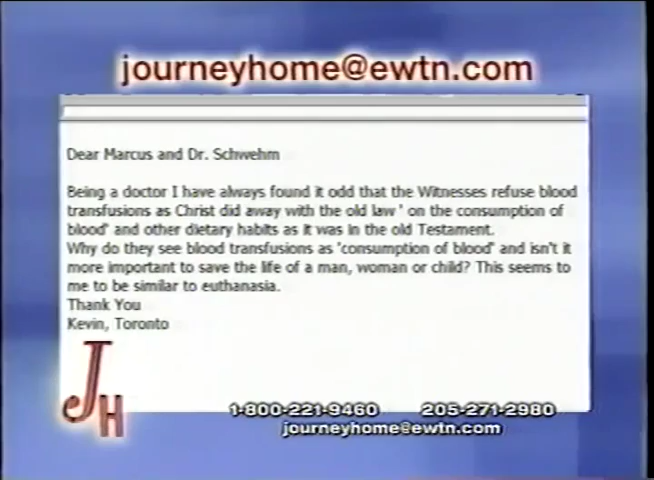 journeyhome@ewtn.com
Dear Marcus and Dr. Schwehm
Being a doctor I have always found it odd that the Witnesses refuse blood
transfusions as Christ did away with the old law ' on the consumption of
blood' and other dietary habits as it was in the old Testament.
Why do they see blood transfusions as 'consumption of blood' and isn't it
more important to save the life of a man, woman or child? This seems to
me to be similar to euthanasia.
Thank You
Kevin, Toronto
JH
1-800-221-9460 205-271-2980
journeyhome@ewtn.com